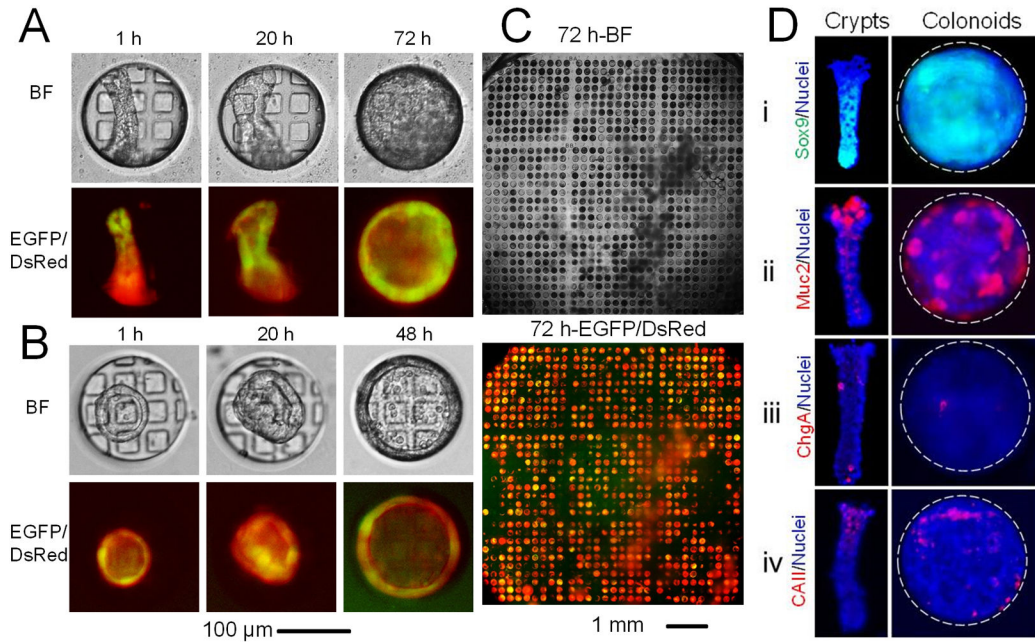 A
1 h
20 h
72 h
BF
EGFP/
DsRed
B
1 h
20 h
48 h
BF
EGFP/
DsRed
100 µm
C
72 h-BF
72 h-EGFP/DsRed
1 mm
D
Crypts
Colonoids
i
Sox9/Nuclei
ii
Muc2/Nuclei
iii
ChgA/Nuclei
iv
CAII/Nuclei